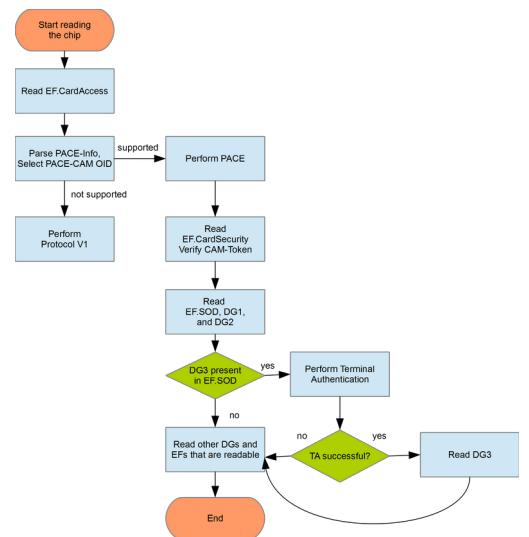 Start reading
the chip
Read EF.CardAccess
Parse PACE-Info,
Select PACE-CAM OID
supported
Perform PACE
not supported
Perform
Protocol V1
Read
EF.CardSecurity
Verify CAM-Token
Read
EF.SOD, DG1,
and DG2
DG3 present
in EF.SOD
yes
Perform Terminal
Authentication
no
Read other DGs and
EFs that are readable
no
TA successful?
yes
Read DG3
End